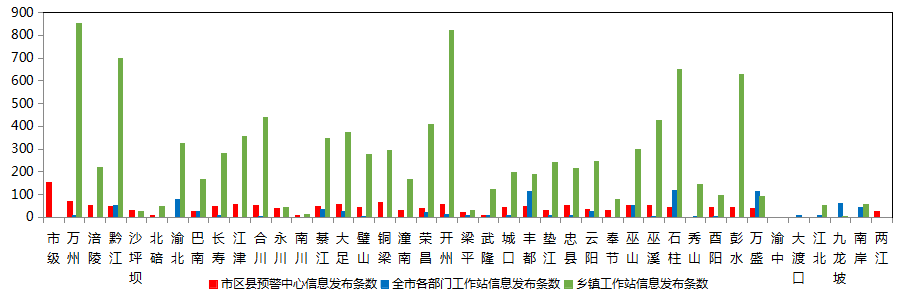 900
800
700
600
500
400
300
200
100
0
市级
万州
涪陵
黔江
沙坪坝
北碚
渝北
巴南
长寿
江津
合川
永川
南川
綦江
大足
璧山
铜梁
潼南
荣昌
开州
梁平
武隆
城口
丰都
垫江
忠县
云阳
奉节
巫山
巫溪
石柱
秀山
酉阳
彭水
万盛
渝中
大渡口
江北
九龙坡
南岸
两江
市区县预警中心信息发布条数 全市各部门工作站信息发布条数 乡镇工作站信息发布条数